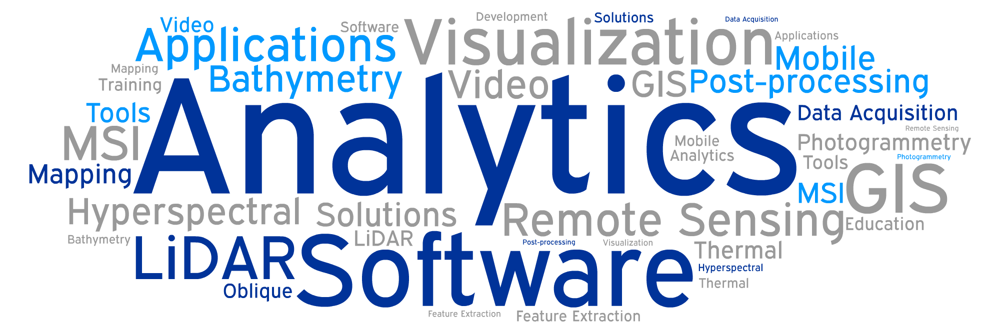 Development
Solutions
Data Acquisition
Video
Software
Visualization
Applications
Applications
Mobile
Mapping
Bathymetry
Video
GIS
Post-processing
Training
Analytics
Tools
Data Acquisition
Remote Sensing
MSI
Mobile
Photogrammetry
Analytics
Photogrammetry
Tools
Mapping
GIS
MSI
Hyperspectral
Solutions
Remote Sensing
Education
Bathymetry
LiDAR
Post-processing
Visualization
Thermal
LiDAR
Software
Hyperspectral
Thermal
Oblique
Feature Extraction
Feature Extraction